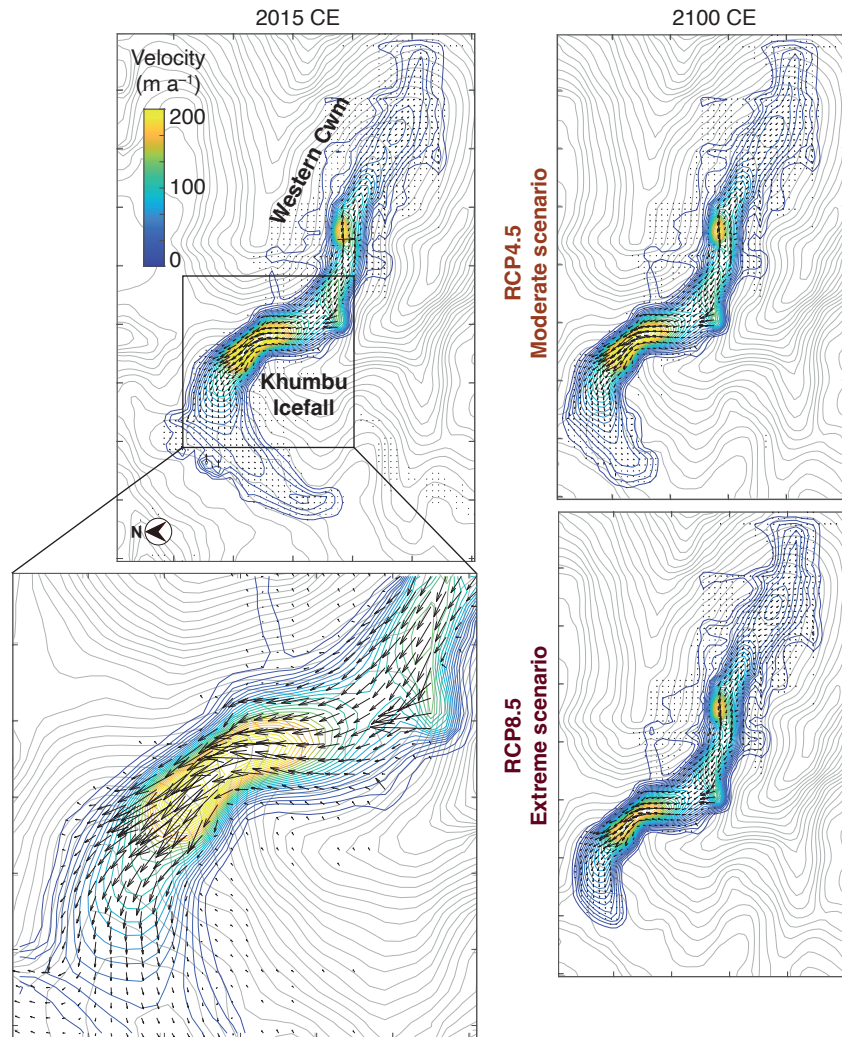 2015 CE
2100 CE
Velocity
(m a⁻¹)
200
100
0
Western Cwm
Khumbu
Icefall
N
RCP4.5
Moderate scenario
RCP8.5
Extreme scenario